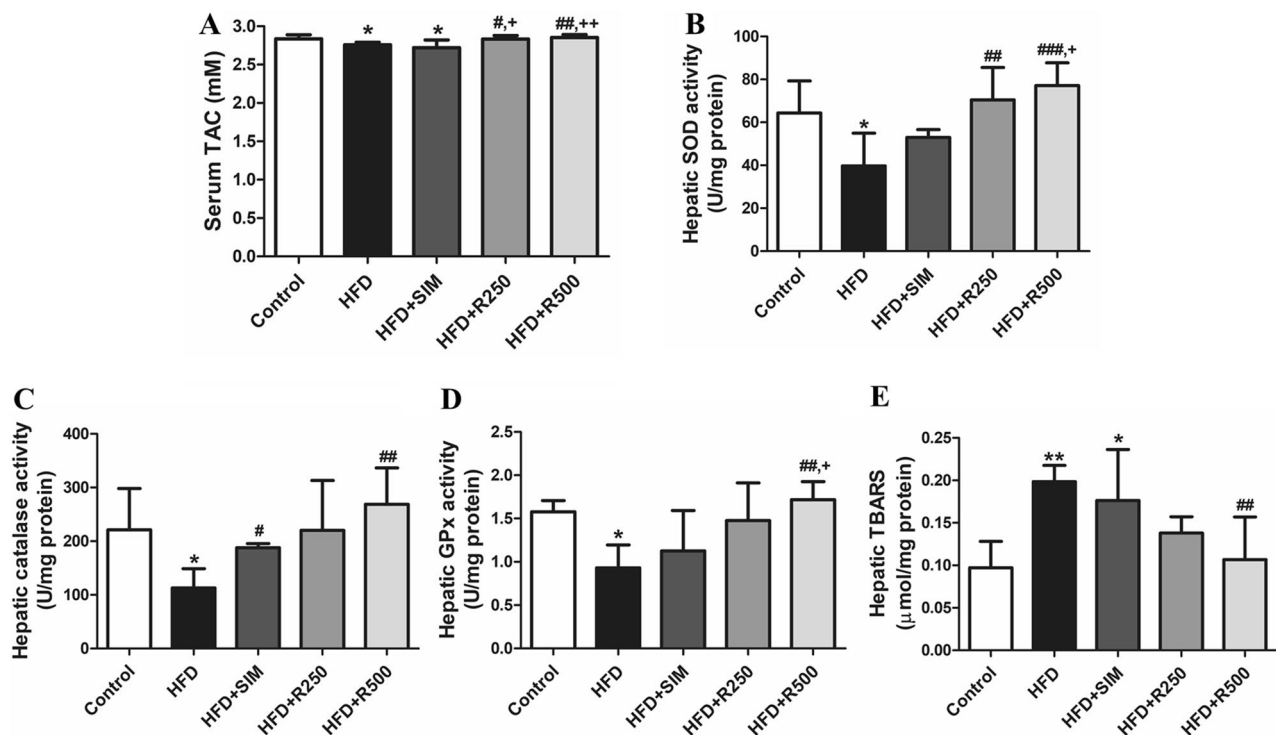 A
Serum TAC (mM)
3.0
2.5
2.0
1.5
1.0
0.5
0.0
*
*
#,+
##,++
Control
HFD
HFD+SIM
HFD+R250
HFD+R500
B
Hepatic SOD activity
(U/mg protein)
100
80
60
40
20
0
*
##
###,+
Control
HFD
HFD+SIM
HFD+R250
HFD+R500
C
Hepatic catalase activity
(U/mg protein)
400
300
200
100
0
*
#
##
Control
HFD
HFD+SIM
HFD+R250
HFD+R500
D
Hepatic GPx activity
(U/mg protein)
2.5
2.0
1.5
1.0
0.5
0.0
*
##,+
Control
HFD
HFD+SIM
HFD+R250
HFD+R500
E
Hepatic TBARS
(μmol/mg protein)
0.25
0.20
0.15
0.10
0.05
0.00
**
*
##
Control
HFD
HFD+SIM
HFD+R250
HFD+R500